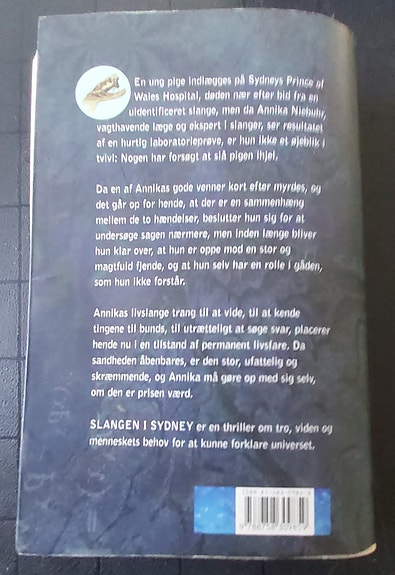 En ung pige indlægges på Sydneys Prince of
Wales Hospital, døden nær efter bid fra en
uidentificeret slange, men da Annika Niebuhr,
vagthavende læge og ekspert i slanger, ser resultatet
af en hurtig laboratorieprøve, er hun ikke et øjeblik i
tvivl: Nogen har forsøgt at slå pigen ihjel.
Da en af Annikas gode venner kort efter myrdes, og
det går op for hende, at der er en sammenhæng
mellem de to hændelser, beslutter hun sig for at
undersøge sagen nærmere, men inden længe bliver
hun klar over, at hun er oppe mod en stor og
magtfuld fjende, og at hun selv har en rolle i gåden,
som hun ikke forstår.
Annikas livslange trang til at vide, til at kende
tingene til bunds, til utrætteligt at søge svar, placerer
hende nu i en tilstand af permanent livsfare. Da
sandheden åbenbares, er den stor, ufattelig og
skræmmende, og Annika må gøre op med sig selv,
om den er prisen værd.
SLANGEN I SYDNEY er en thriller om tro, viden og
menneskets behov for at kunne forklare universet.